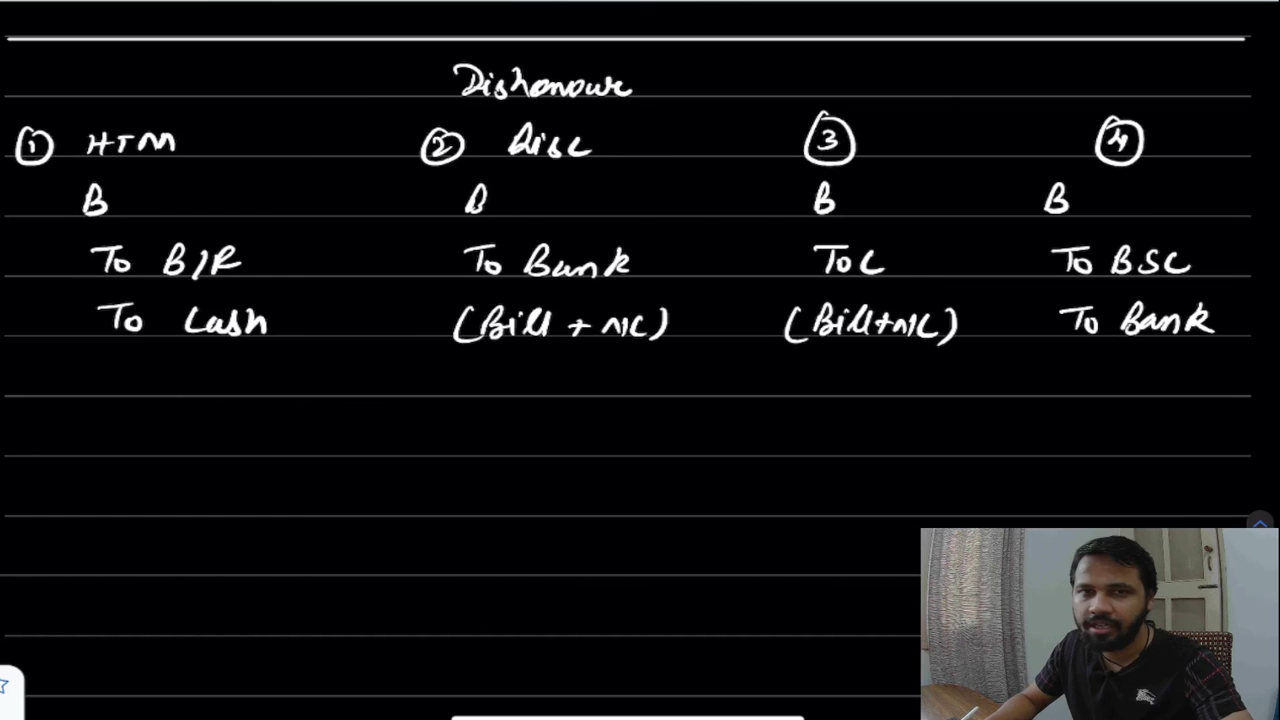 Dishonour
① HTM ② Disc ③ ④
B B B B
To B/R To Bank To C To BSC
To Cash (Bill + N/C) (Bill+N/C) To Bank